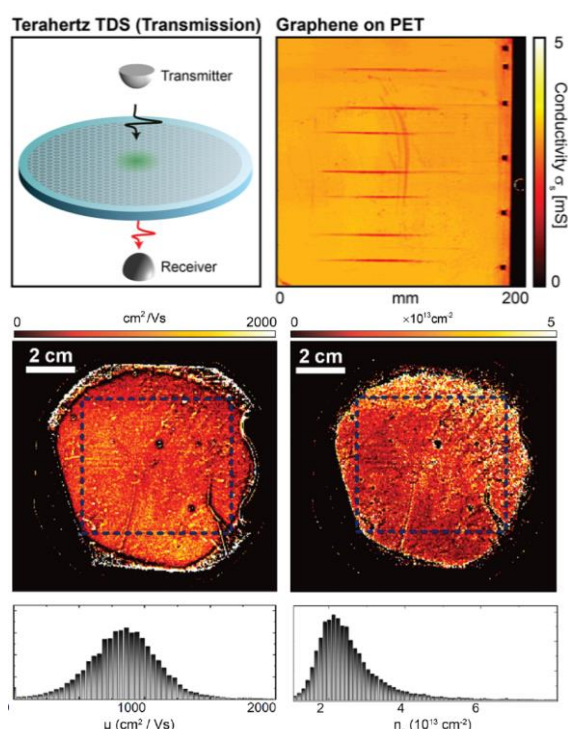 Terahertz TDS (Transmission)
Transmitter
Receiver
Graphene on PET
5
Conductivity σs [mS]
0
0 mm 200
cm²/Vs
0 2000
2 cm
×10¹³cm⁻²
0 5
2 cm
1000 2000
μ (cm² / Vs)
2 4 6
n (10¹³ cm⁻²)